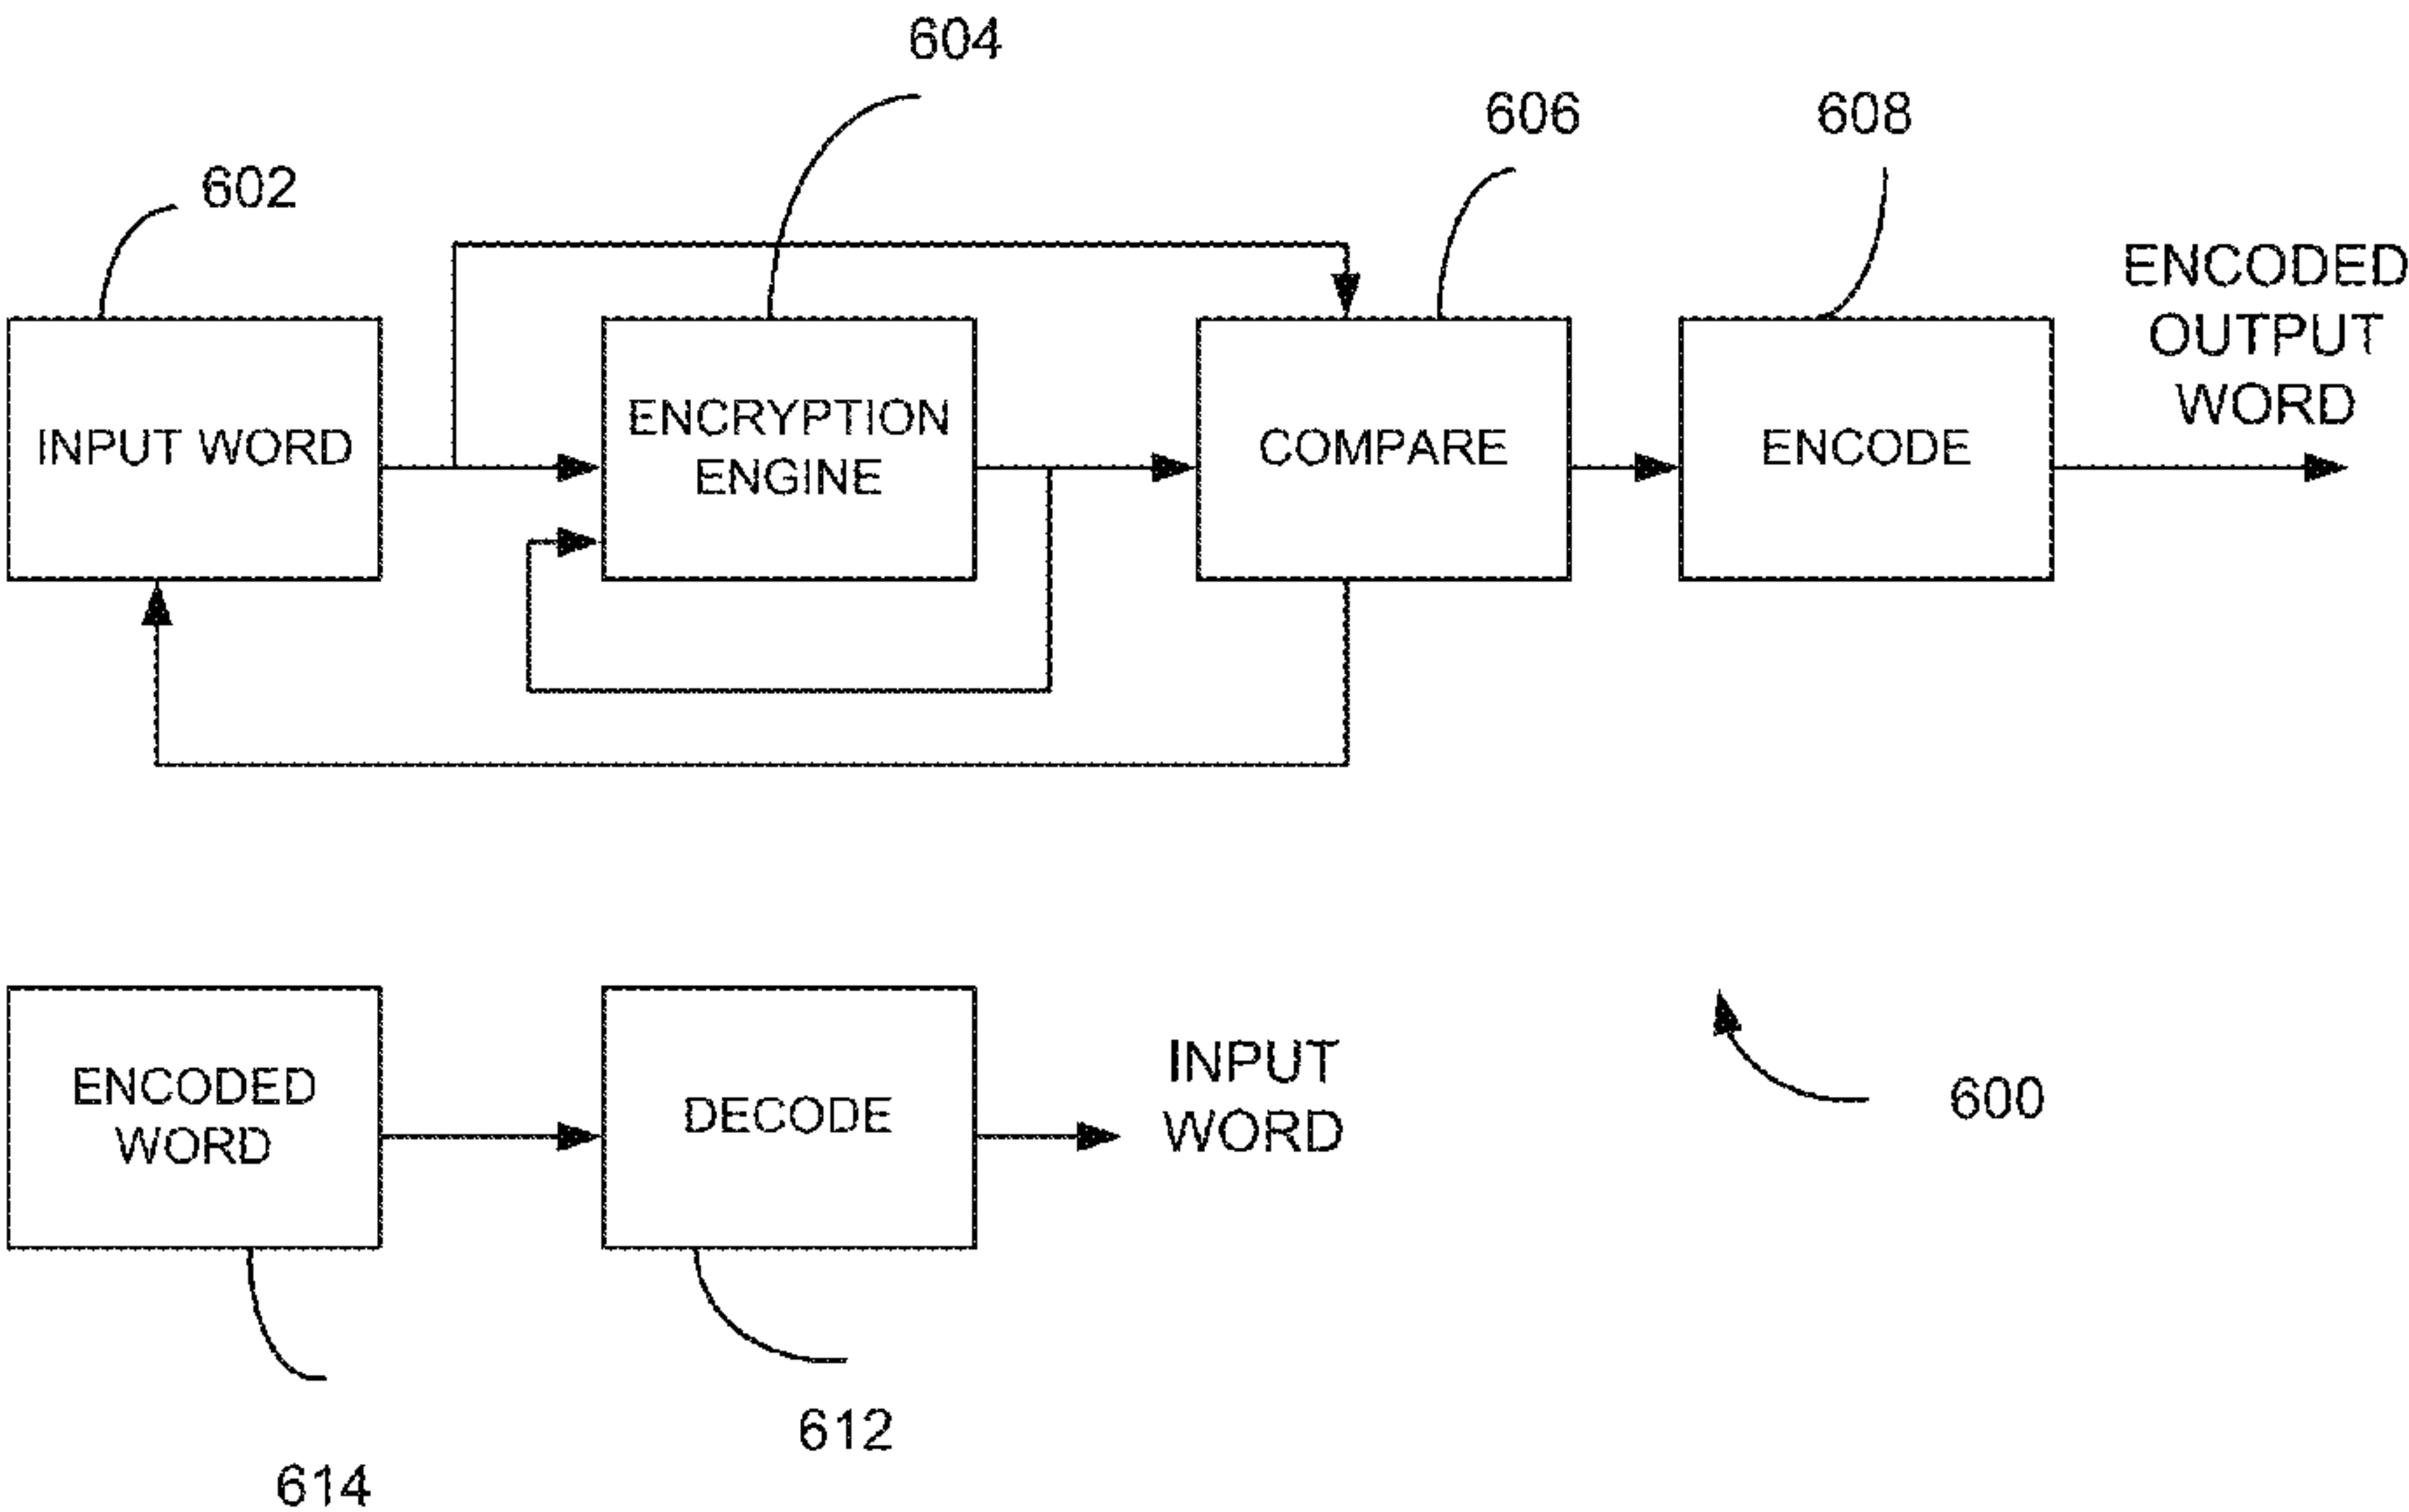 604
606
608
602
ENCODED
OUTPUT
WORD
INPUT WORD
ENCRYPTION
ENGINE
COMPARE
ENCODE
ENCODED
WORD
DECODE
INPUT
WORD
600
612
614